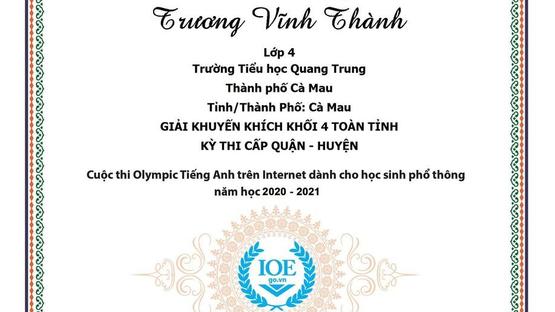 Trương Vĩnh Thành
Lớp 4
Trường Tiểu học Quang Trung
Thành phố Cà Mau
Tỉnh/Thành Phố: Cà Mau
GIẢI KHUYẾN KHÍCH KHỐI 4 TOÀN TỈNH
KỲ THI CẤP QUẬN - HUYỆN
Cuộc thi Olympic Tiếng Anh trên Internet dành cho học sinh phổ thông
năm học 2020 - 2021
IOE
go.vn